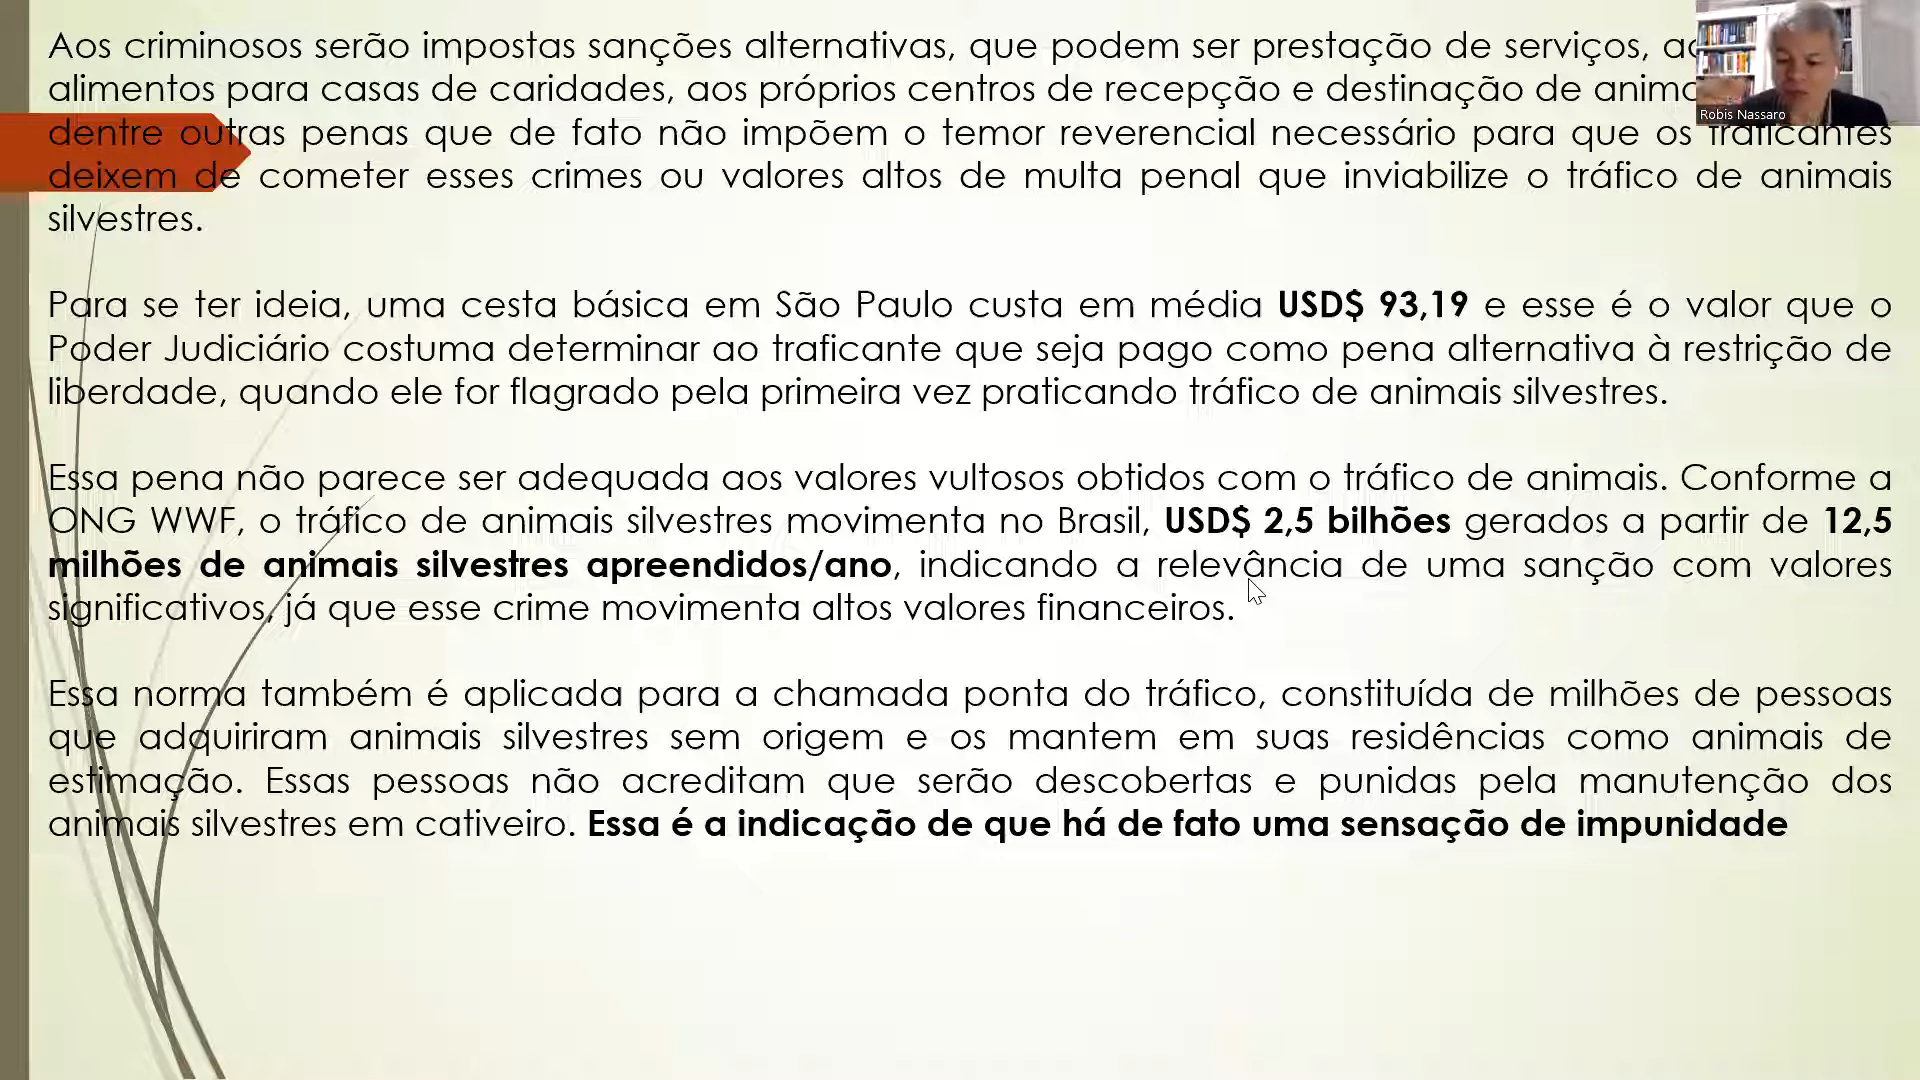 Aos criminosos serão impostas sanções alternativas, que podem ser prestação de serviços,
alimentos para casas de caridades, aos próprios centros de recepção e destinação de
dentre outras penas que de fato não impõem o temor reverencial necessário para que os traficantes
deixem de cometer esses crimes ou valores altos de multa penal que inviabilize o tráfico de animais
silvestres.
Para se ter ideia, uma cesta básica em São Paulo custa em média USD$ 93,19 e esse é o valor que o
Poder Judiciário costuma determinar ao traficante que seja pago como pena alternativa à restrição de
liberdade, quando ele for flagrado pela primeira vez praticando tráfico de animais silvestres.
Essa pena não parece ser adequada aos valores vultosos obtidos com o tráfico de animais. Conforme a
ONG WWF, o tráfico de animais silvestres movimenta no Brasil, USD$ 2,5 bilhões gerados a partir de 12,5
milhões de animais silvestres apreendidos/ano, indicando a relevância de uma sanção com valores
significativos, já que esse crime movimenta altos valores financeiros.
Essa norma também é aplicada para a chamada ponta do tráfico, constituída de milhões de pessoas
que adquiriram animais silvestres sem origem e os mantem em suas residências como animais de
estimação. Essas pessoas não acreditam que serão descobertas e punidas pela manutenção dos
animais silvestres em cativeiro. Essa é a indicação de que há de fato uma sensação de impunidade
Robis Nassaro